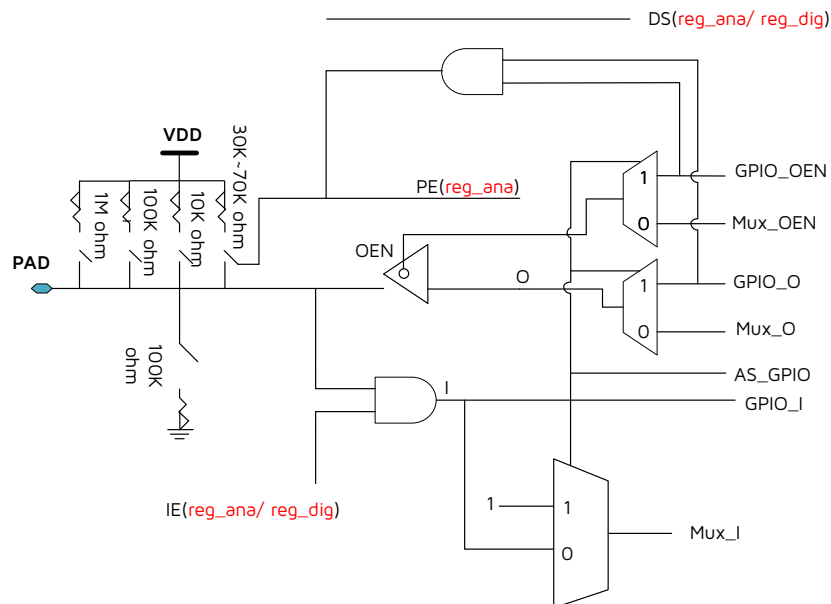 DS(reg_ana/ reg_dig)
VDD
30K~70K ohm
10K ohm
100K ohm
1M ohm
PE(reg_ana)
1
GPIO_OEN
0
Mux_OEN
OEN
PAD
O
1
GPIO_O
0
Mux_O
100K
ohm
AS_GPIO
I
GPIO_I
IE(reg_ana/ reg_dig)
1
1
0
Mux_I